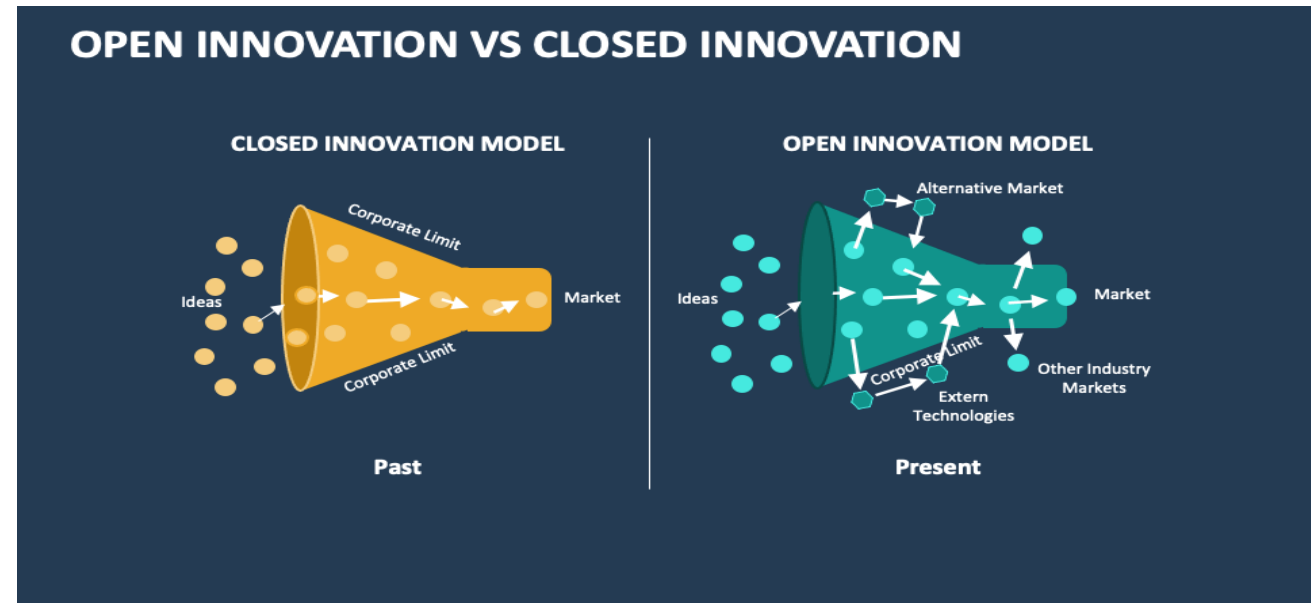 OPEN INNOVATION VS CLOSED INNOVATION
CLOSED INNOVATION MODEL
Corporate Limit
Ideas
Market
Corporate Limit
Past
OPEN INNOVATION MODEL
Alternative Market
Ideas
Market
Corporate Limit
Other Industry
Markets
Extern
Technologies
Present